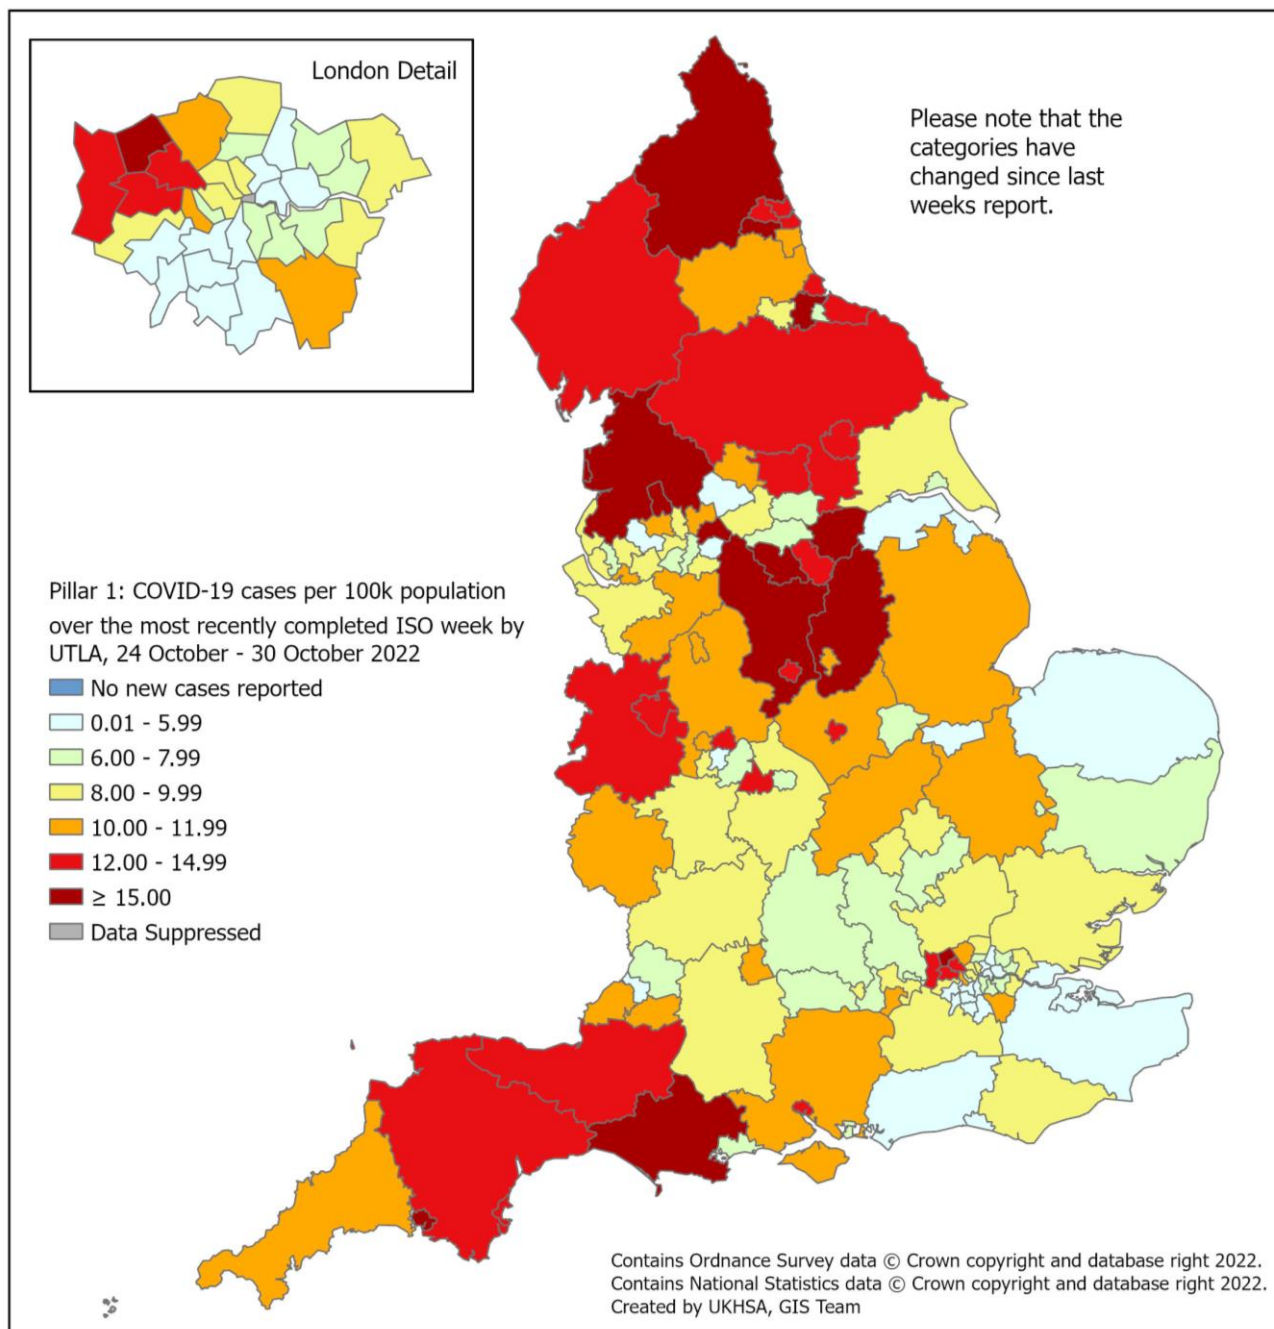 London Detail
Please note that the
categories have
changed since last
weeks report.
Pillar 1: COVID-19 cases per 100k population
over the most recently completed ISO week by
UTLA, 24 October - 30 October 2022
No new cases reported
0.01 - 5.99
6.00 - 7.99
8.00 - 9.99
10.00 - 11.99
12.00 - 14.99
≥ 15.00
Data Suppressed
Contains Ordnance Survey data © Crown copyright and database right 2022.
Contains National Statistics data © Crown copyright and database right 2022.
Created by UKHSA, GIS Team